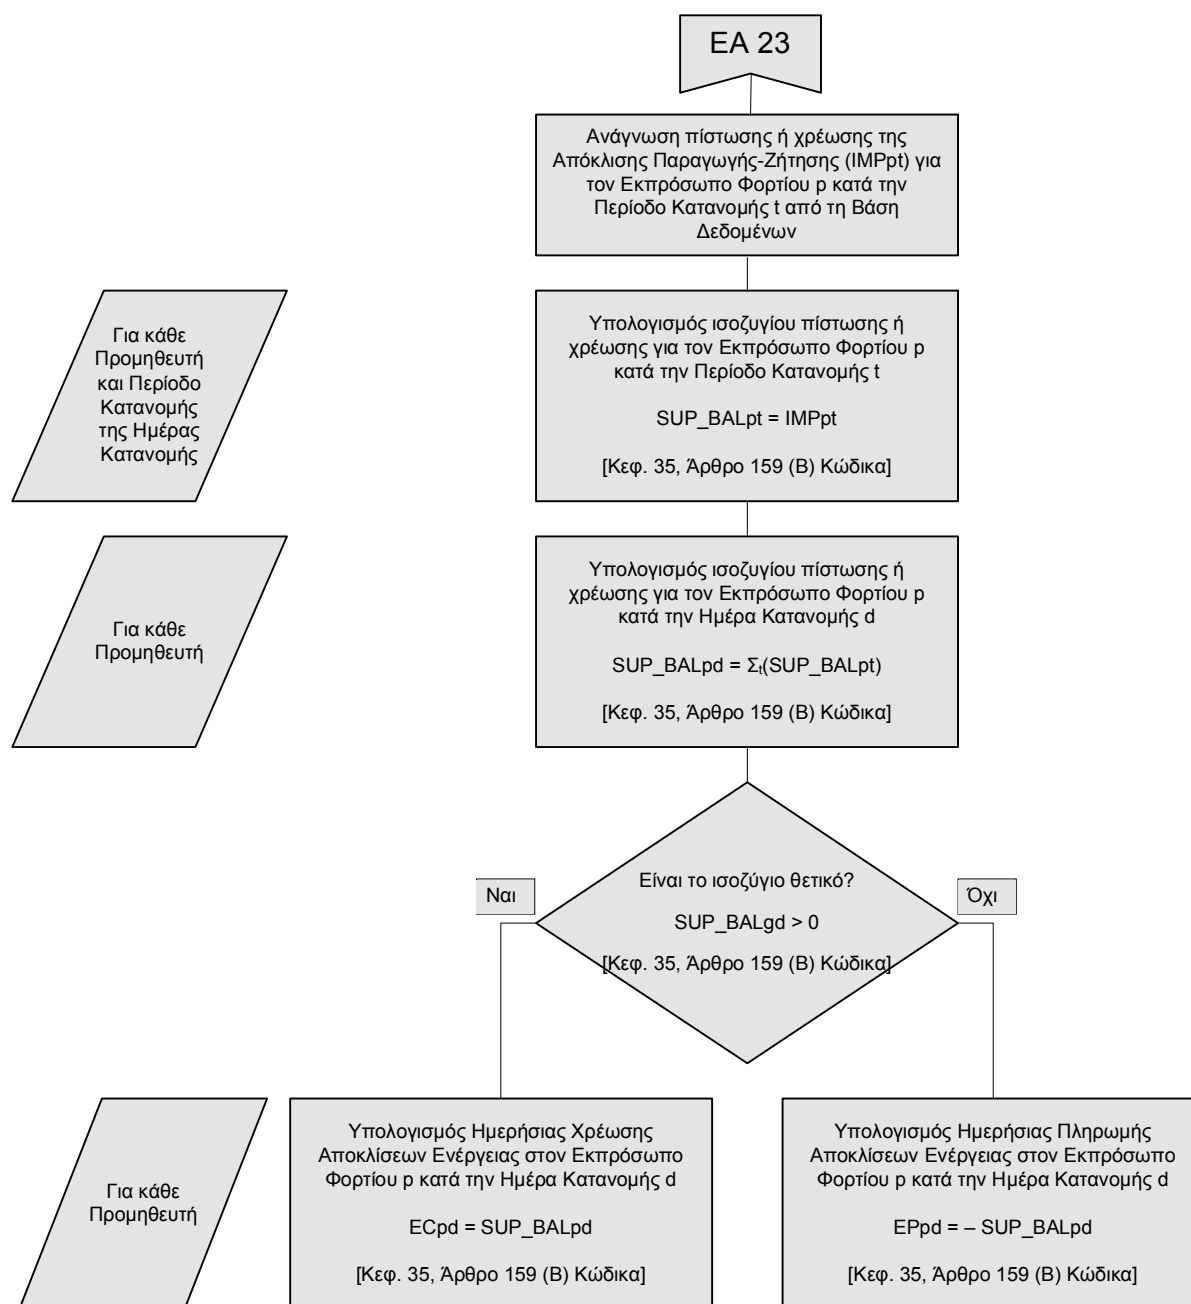 ΕΑ 23
Ανάγνωση πίστωσης ή χρέωσης της
Απόκλισης Παραγωγής-Ζήτησης (IMPpt) για
τον Εκπρόσωπο Φορτίου p κατά την
Περίοδο Κατανομής t από τη Βάση
Δεδομένων
Για κάθε
Προμηθευτή
και Περίοδο
Κατανομής
της Ημέρας
Κατανομής
Υπολογισμός ισοζυγίου πίστωσης ή
χρέωσης για τον Εκπρόσωπο Φορτίου p
κατά την Περίοδο Κατανομής t
SUP_BALpt = IMPpt
[Κεφ. 35, Άρθρο 159 (Β) Κώδικα]
Για κάθε
Προμηθευτή
Υπολογισμός ισοζυγίου πίστωσης ή
χρέωσης για τον Εκπρόσωπο Φορτίου p
κατά την Ημέρα Κατανομής d
SUP_BALpd = Σt(SUP_BALpt)
[Κεφ. 35, Άρθρο 159 (Β) Κώδικα]
Ναι
Είναι το ισοζύγιο θετικό?
SUP_BALgd > 0
[Κεφ. 35, Άρθρο 159 (Β) Κώδικα]
Όχι
Για κάθε
Προμηθευτή
Υπολογισμός Ημερήσιας Χρέωσης
Αποκλίσεων Ενέργειας στον Εκπρόσωπο
Φορτίου p κατά την Ημέρα Κατανομής d
ECpd = SUP_BALpd
[Κεφ. 35, Άρθρο 159 (Β) Κώδικα]
Υπολογισμός Ημερήσιας Πληρωμής
Αποκλίσεων Ενέργειας στον Εκπρόσωπο
Φορτίου p κατά την Ημέρα Κατανομής d
EPpd = – SUP_BALpd
[Κεφ. 35, Άρθρο 159 (Β) Κώδικα]